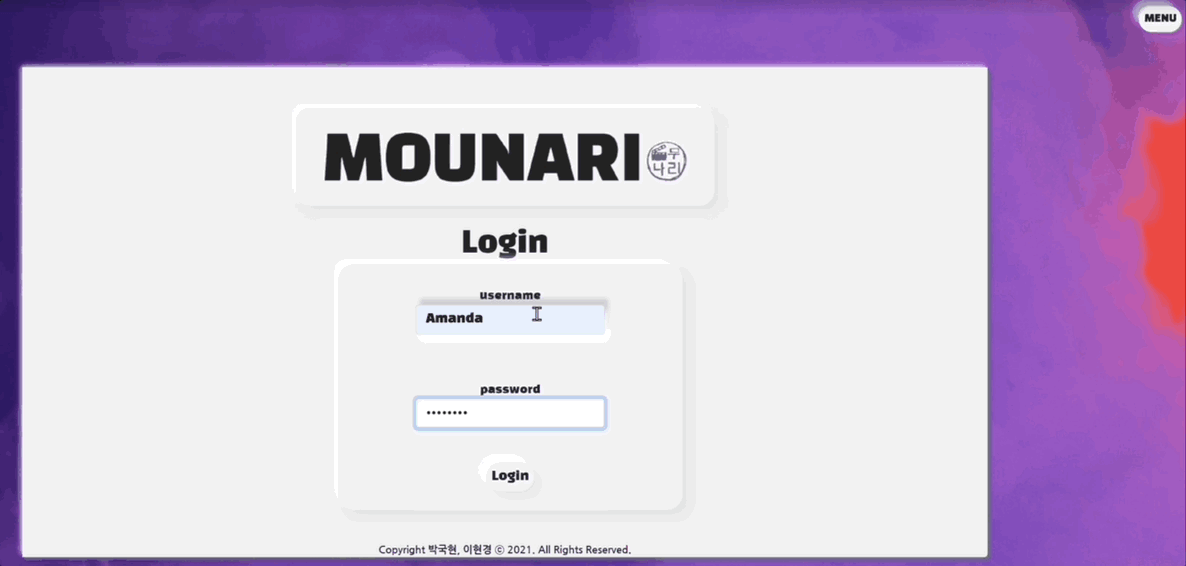 MENU
MOUNARI
무
나리
Login
username
Amanda
password
••••••••
Login
Copyright 박국현, 이현경 ⓒ 2021. All Rights Reserved.